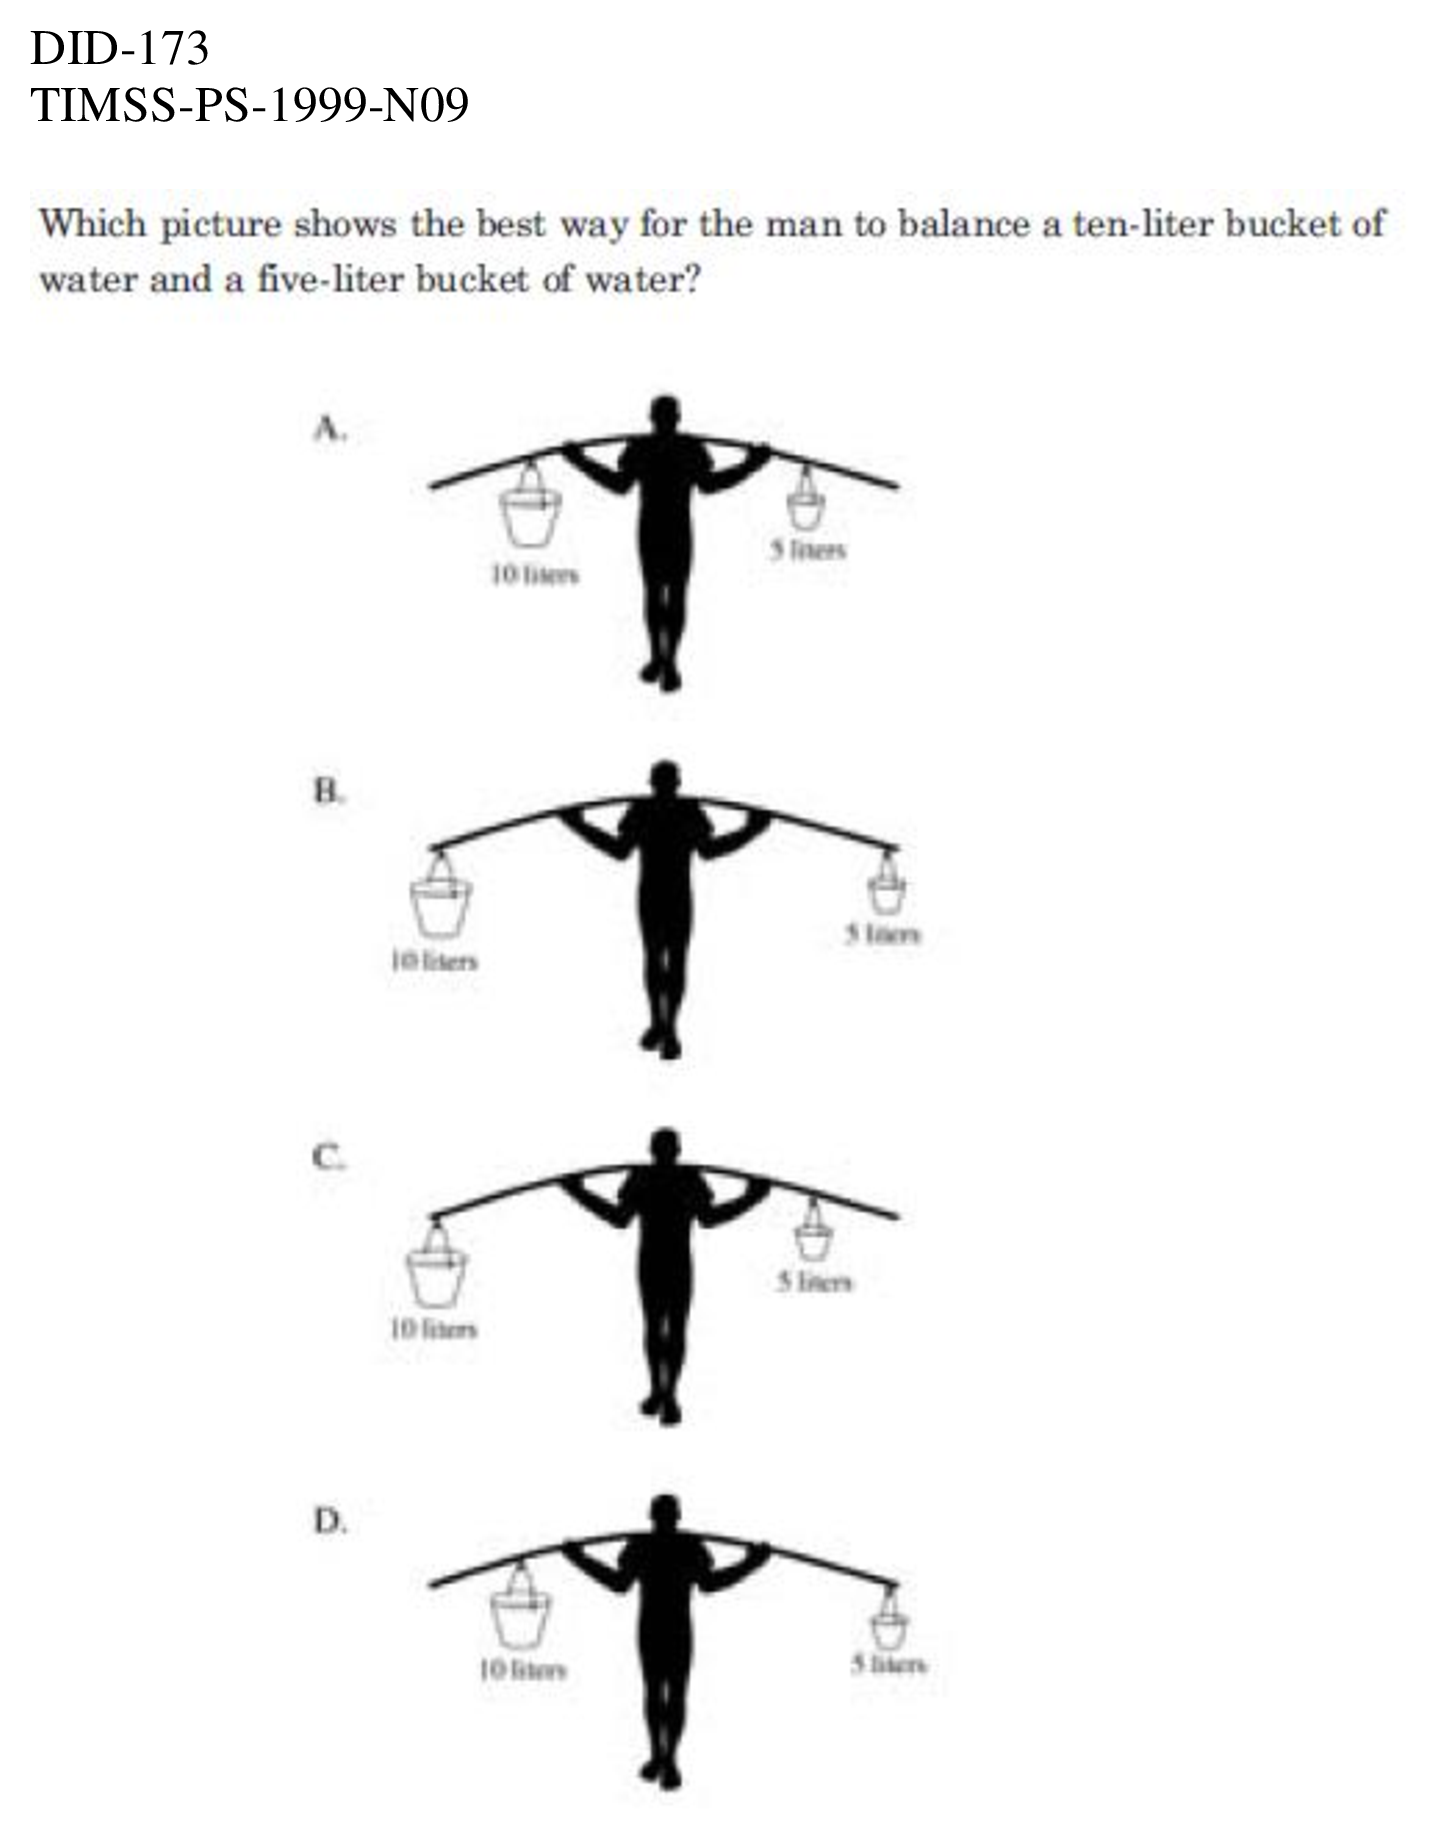 DID-173
TIMSS-PS-1999-N09
Which picture shows the best way for the man to balance a ten-liter bucket of
water and a five-liter bucket of water?
A.
5 liters
10 liters
B.
5 liters
10 liters
C.
5 liters
10 liters
D.
10 liters
5 liters